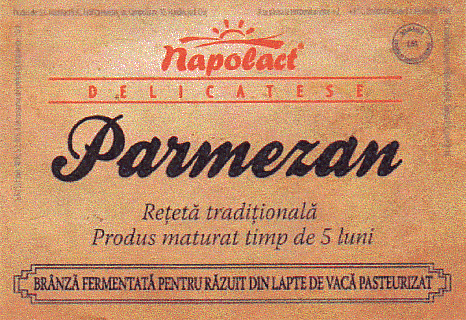 Napolact
DELICATESE
Parmezan
Rețetă tradițională
Produs maturat timp de 5 luni
BRÂNZĂ FERMENTATĂ PENTRU RĂZUIT DIN LAPTE DE VACĂ PASTEURIZAT